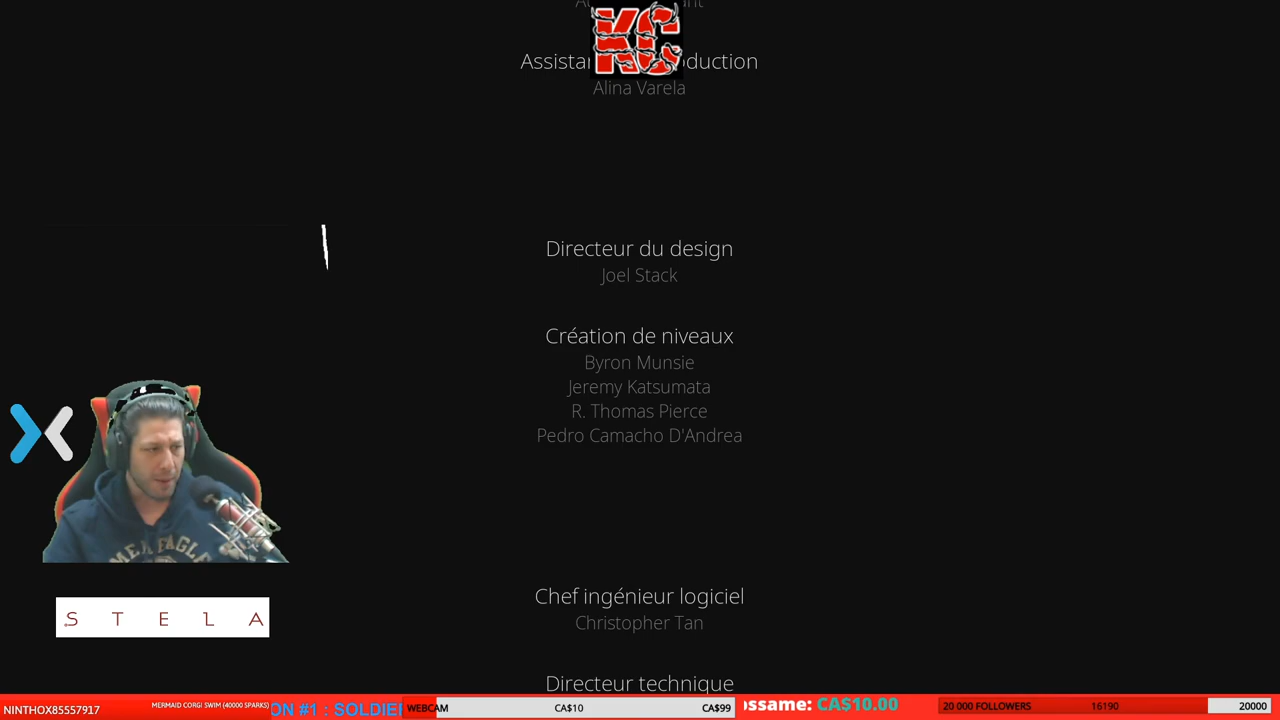 KC
Alina Varela
Directeur du design
Joel Stack
Création de niveaux
Byron Munsie
Jeremy Katsumata
R. Thomas Pierce
Pedro Camacho D'Andrea
STELA
Chef ingénieur logiciel
Christopher Tan
Directeur technique
NINTHOX85557917
MERMAID CORGI SWIM (40000 SPARKS)
ON #1 : SOLDIE
WEBCAM CA$10 CA$99
ssame: CA$10.00
20 000 FOLLOWERS 16190 20000